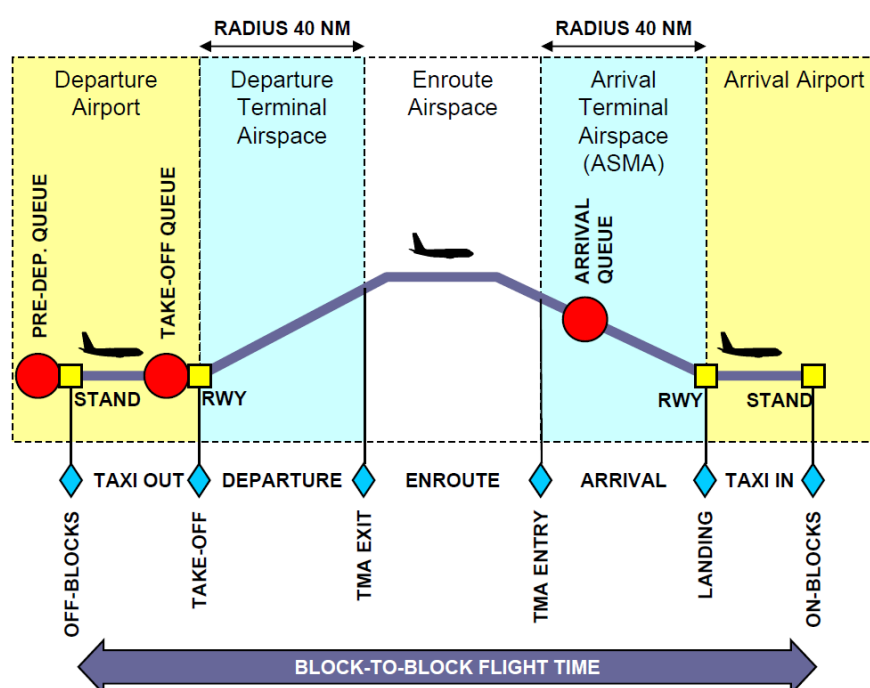 RADIUS 40 NM
RADIUS 40 NM
Departure
Airport
Departure
Terminal
Airspace
Enroute
Airspace
Arrival
Terminal
Airspace
(ASMA)
Arrival Airport
PRE-DEP. QUEUE
TAKE-OFF QUEUE
ARRIVAL
QUEUE
STAND
RWY
RWY
STAND
TAXI OUT
DEPARTURE
ENROUTE
ARRIVAL
TAXI IN
OFF-BLOCKS
TAKE-OFF
TMA EXIT
TMA ENTRY
LANDING
ON-BLOCKS
BLOCK-TO-BLOCK FLIGHT TIME